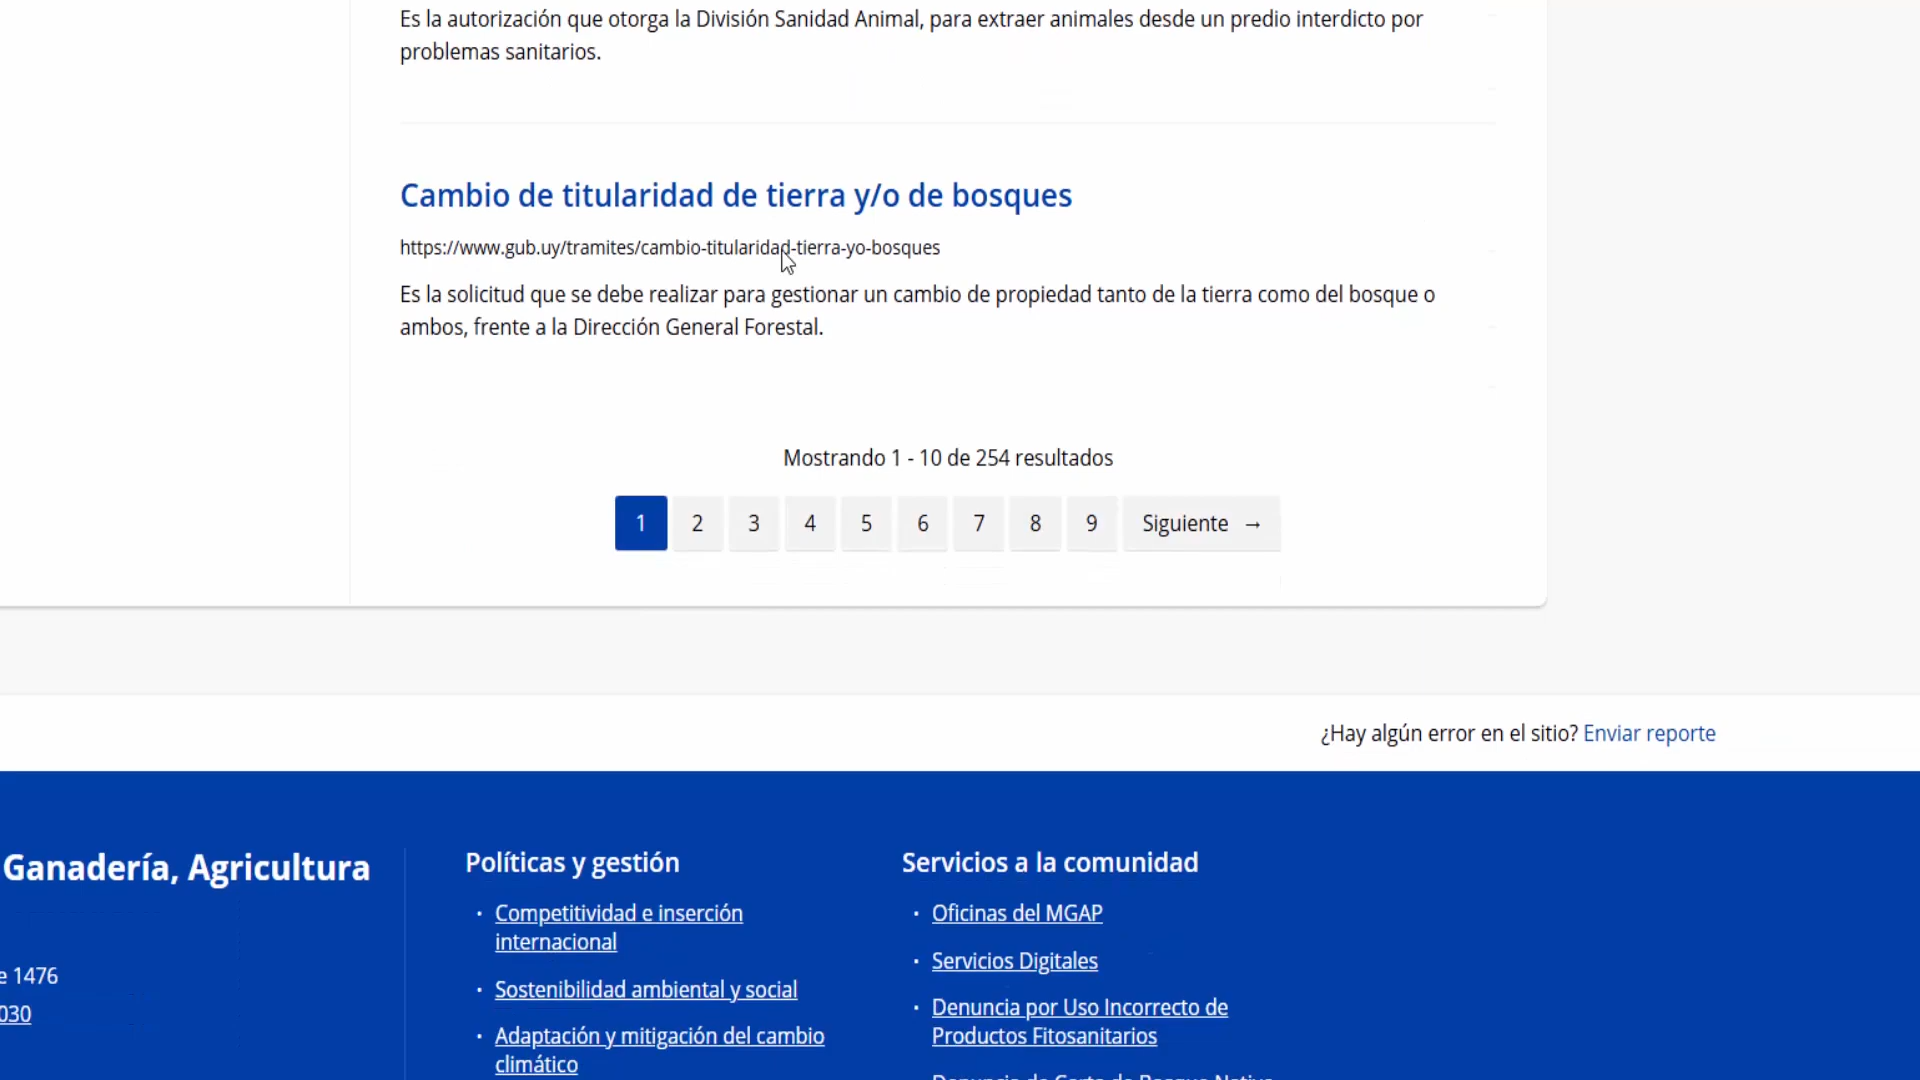 Es la autorización que otorga la División Sanidad Animal, para extraer animales desde un predio interdicto por
problemas sanitarios.
Cambio de titularidad de tierra y/o de bosques
https://www.gub.uy/tramites/cambio-titularidad-tierra-yo-bosques
Es la solicitud que se debe realizar para gestionar un cambio de propiedad tanto de la tierra como del bosque o
ambos, frente a la Dirección General Forestal.
Mostrando 1 - 10 de 254 resultados
1 2 3 4 5 6 7 8 9 Siguiente →
¿Hay algún error en el sitio? Enviar reporte
Ganadería, Agricultura
e 1476
030
Políticas y gestión
· Competitividad e inserción
internacional
· Sostenibilidad ambiental y social
· Adaptación y mitigación del cambio
climático
Servicios a la comunidad
· Oficinas del MGAP
· Servicios Digitales
· Denuncia por Uso Incorrecto de
Productos Fitosanitarios